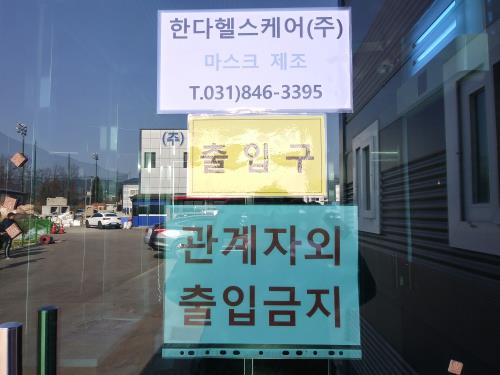 한다헬스케어(주)
마스크 제조
T.031)846-3395
(주)
출입구
관계자외
출입금지